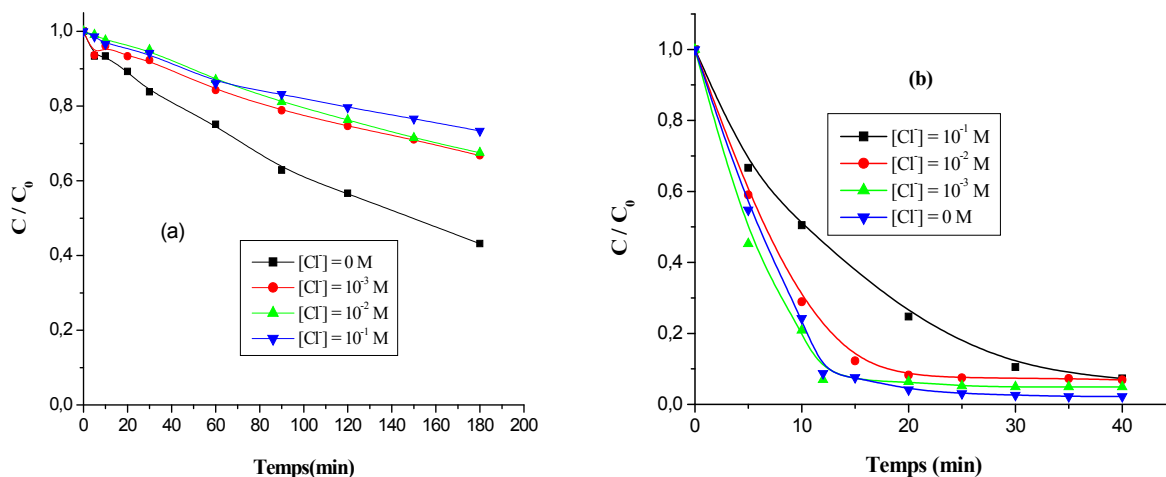 C / C₀
1,0
0,8
0,6
0,4
0,2
0,0
(a)
[Cl⁻] = 0 M
[Cl⁻] = 10⁻³ M
[Cl⁻] = 10⁻² M
[Cl⁻] = 10⁻¹ M
0 20 40 60 80 100 120 140 160 180 200
Temps(min)
C / C₀
1,0
0,8
0,6
0,4
0,2
0,0
(b)
[Cl⁻] = 10⁻¹ M
[Cl⁻] = 10⁻² M
[Cl⁻] = 10⁻³ M
[Cl⁻] = 0 M
0 10 20 30 40
Temps (min)